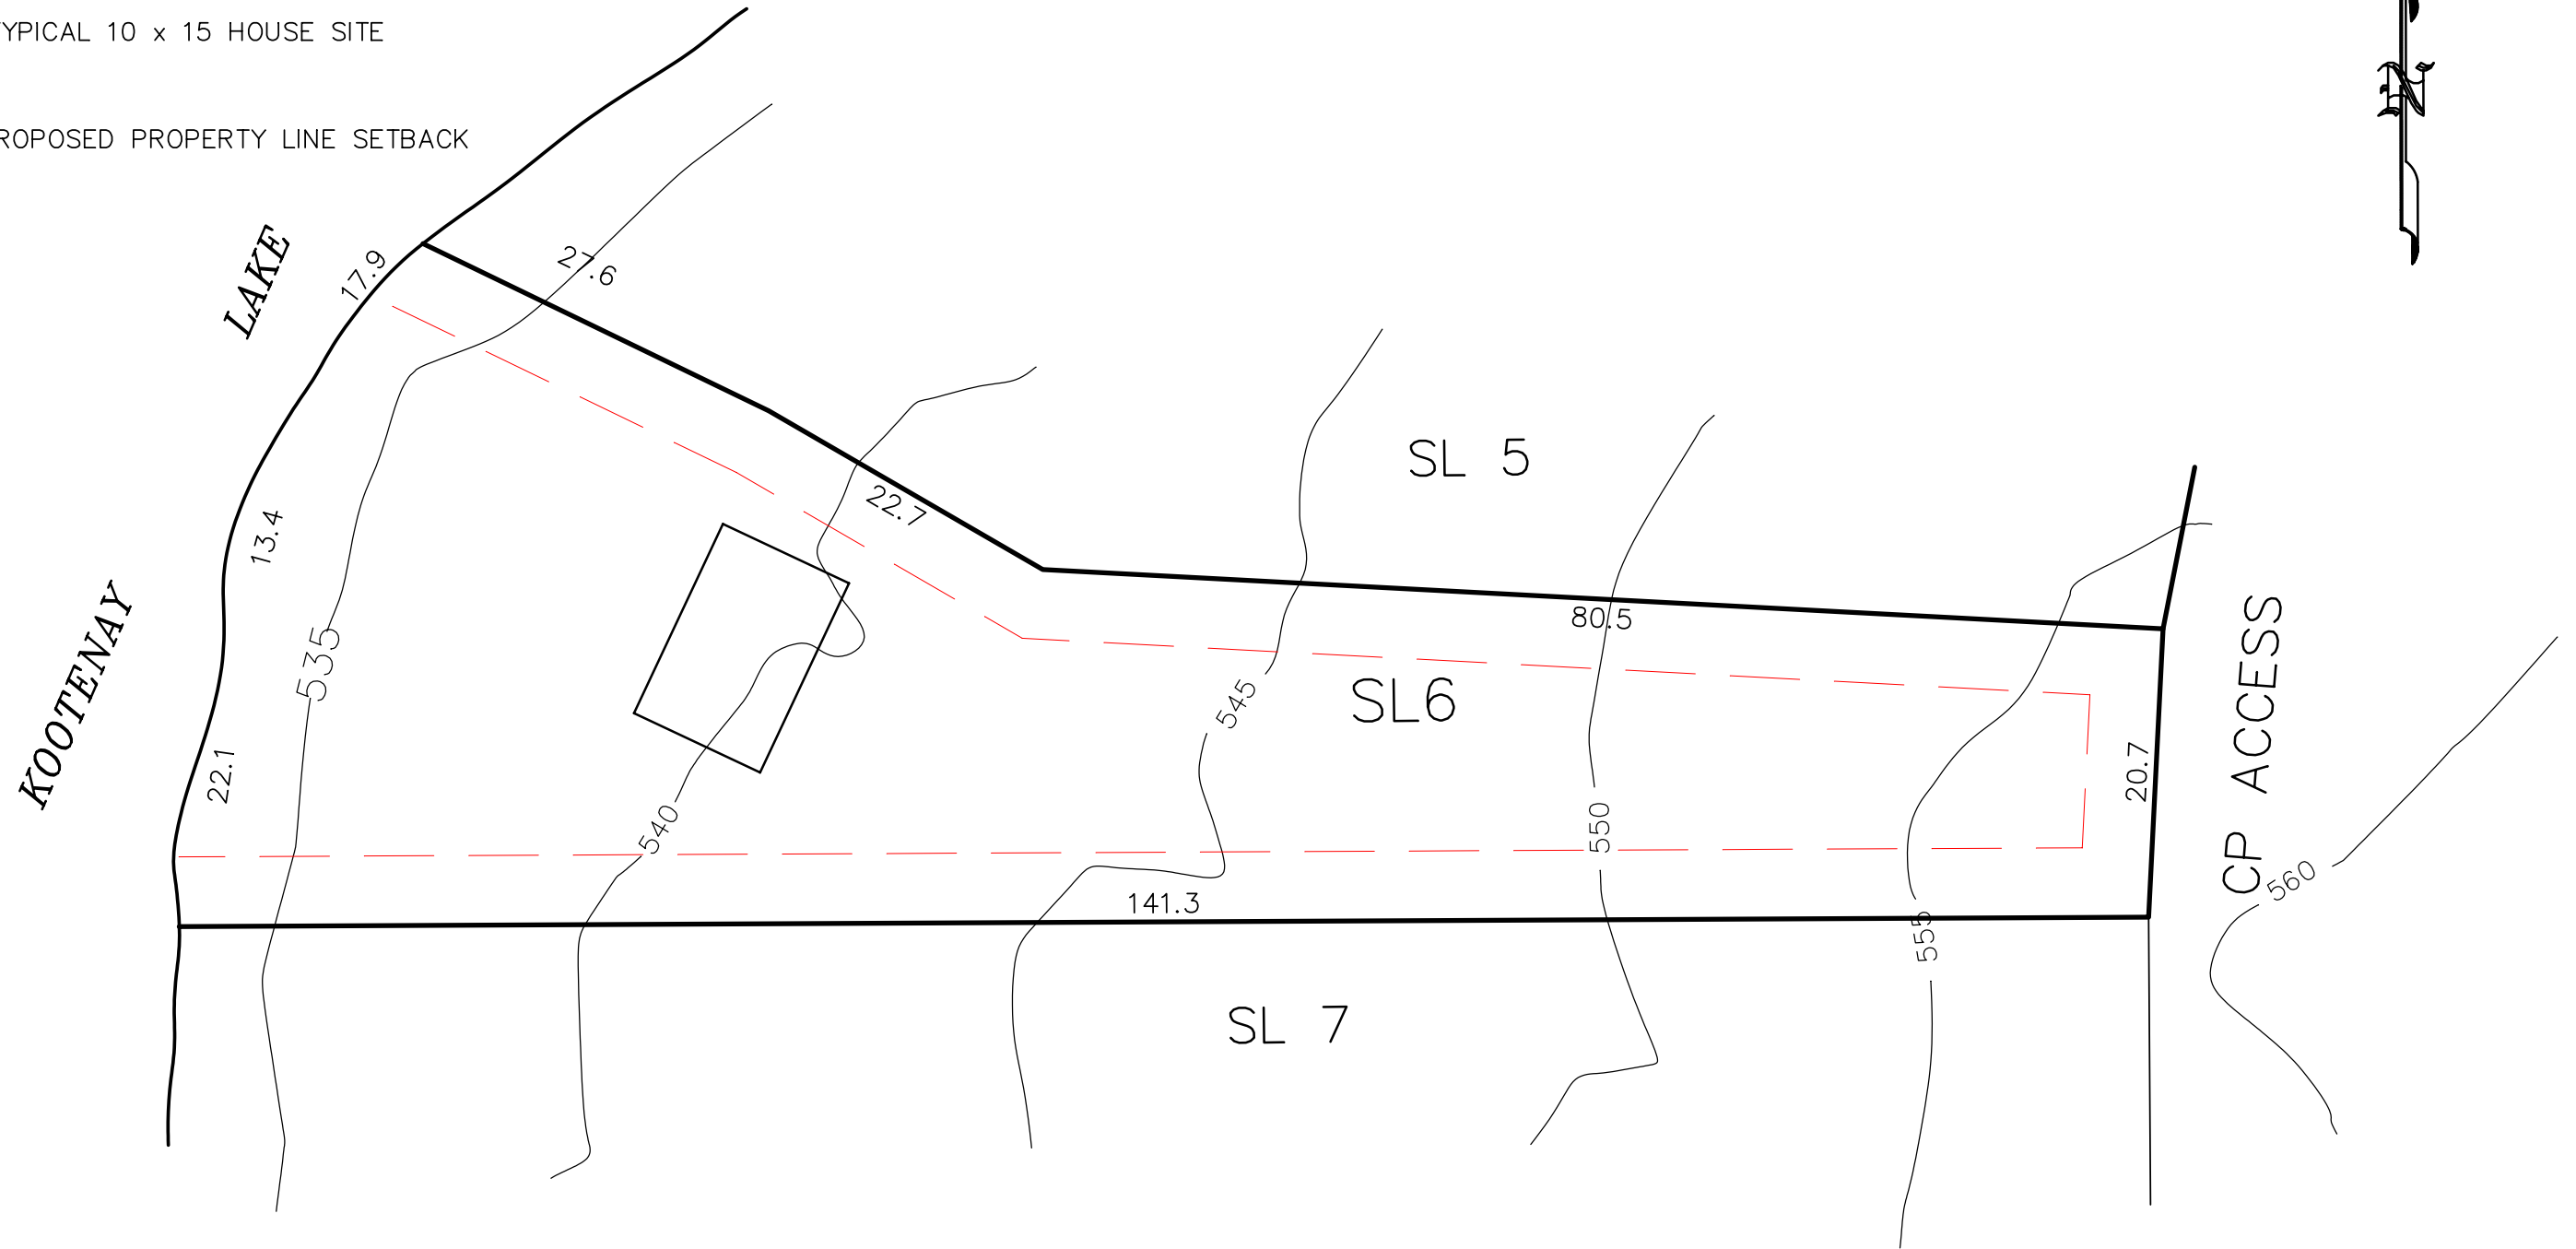 TYPICAL 10 x 15 HOUSE SITE
ROPOSED PROPERTY LINE SETBACK
N
LAKE
KOOTENAY
17.9
27.6
22.7
13.4
22.1
SL 5
80.5
SL6
535
540
545
550
555
560
141.3
20.7
CP ACCESS
SL 7